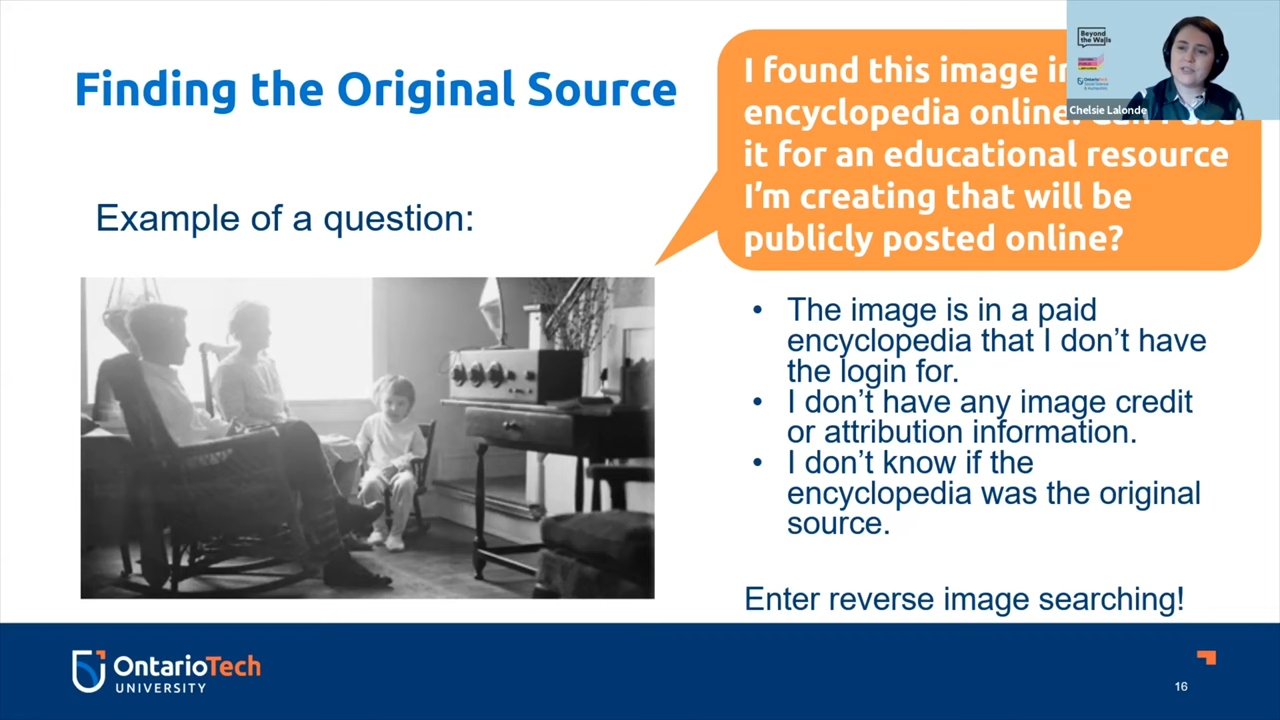 Finding the Original Source
I found this image in
encyclopedia online.
it for an educational resource
I'm creating that will be
publicly posted online?
Beyond
the Walls
OntarioTech
Chelsie Lalonde
Example of a question:
• The image is in a paid
encyclopedia that I don't have
the login for.
• I don't have any image credit
or attribution information.
• I don't know if the
encyclopedia was the original
source.
Enter reverse image searching!
OntarioTech
UNIVERSITY
16